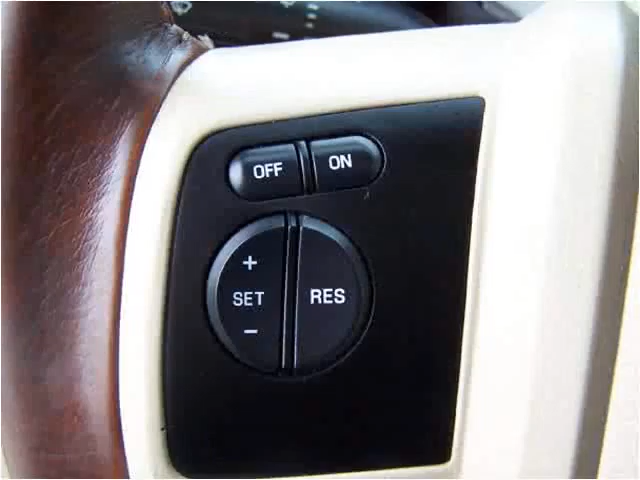 OFF ON
+
SET RES
-